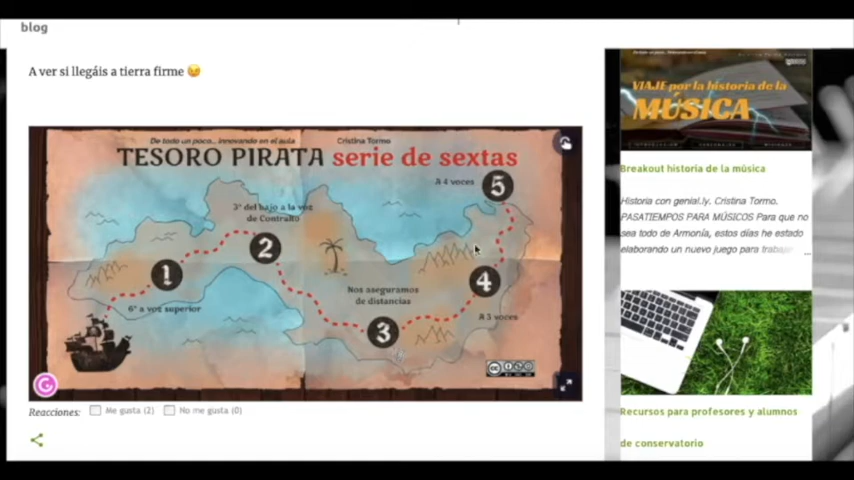 blog
A ver si llegáis a tierra firme
De todo un poco... innovando en el aula
Cristina Tormo
TESORO PIRATA serie de sextas
A 4 voces
5
3ª del bajo a la voz
de Contralto
2
1
4
Nos aseguramos
de distancias
6ª a voz superior
A 3 voces
3
Reacciones:
Me gusta (2)
No me gusta (0)
VIAJE por la historia de la
MÚSICA
Breakout historia de la música
Historia con genial.ly. Cristina Tormo.
PASATIEMPOS PARA MÚSICOS Para que no
sea todo de Armonía, estos días he estado
elaborando un nuevo juego para trabajar ...
Recursos para profesores y alumnos
de conservatorio